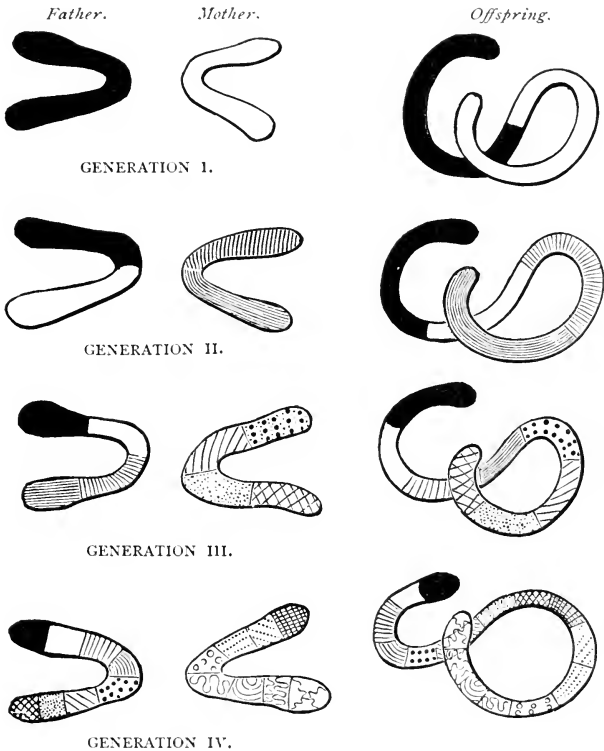 Father. Mother. Offspring.
GENERATION I.
GENERATION II.
GENERATION III.
GENERATION IV.